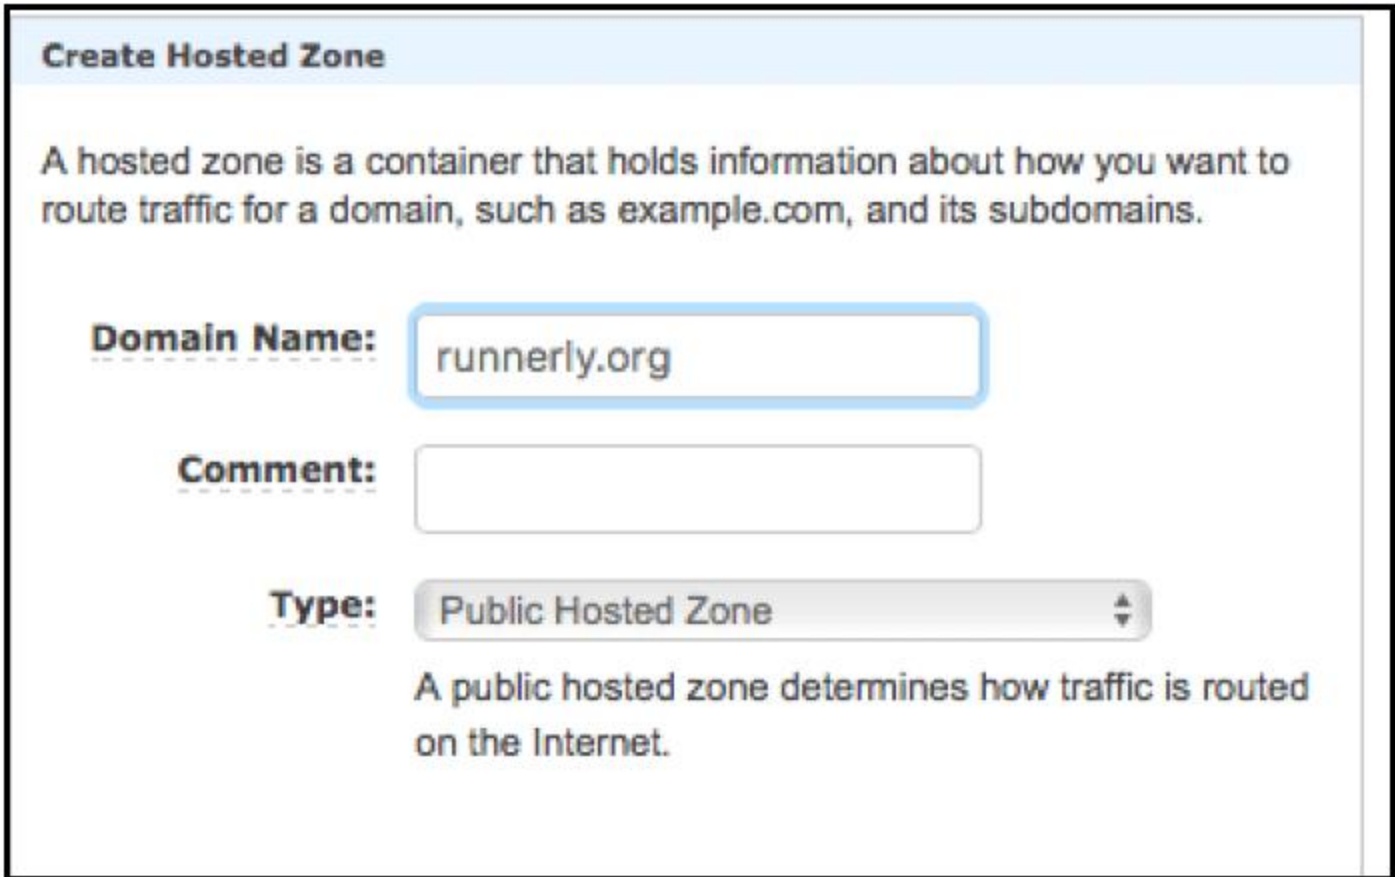 Create Hosted Zone
A hosted zone is a container that holds information about how you want to
route traffic for a domain, such as example.com, and its subdomains.
Domain Name: runnerly.org
Comment:
Type: Public Hosted Zone
A public hosted zone determines how traffic is routed
on the Internet.